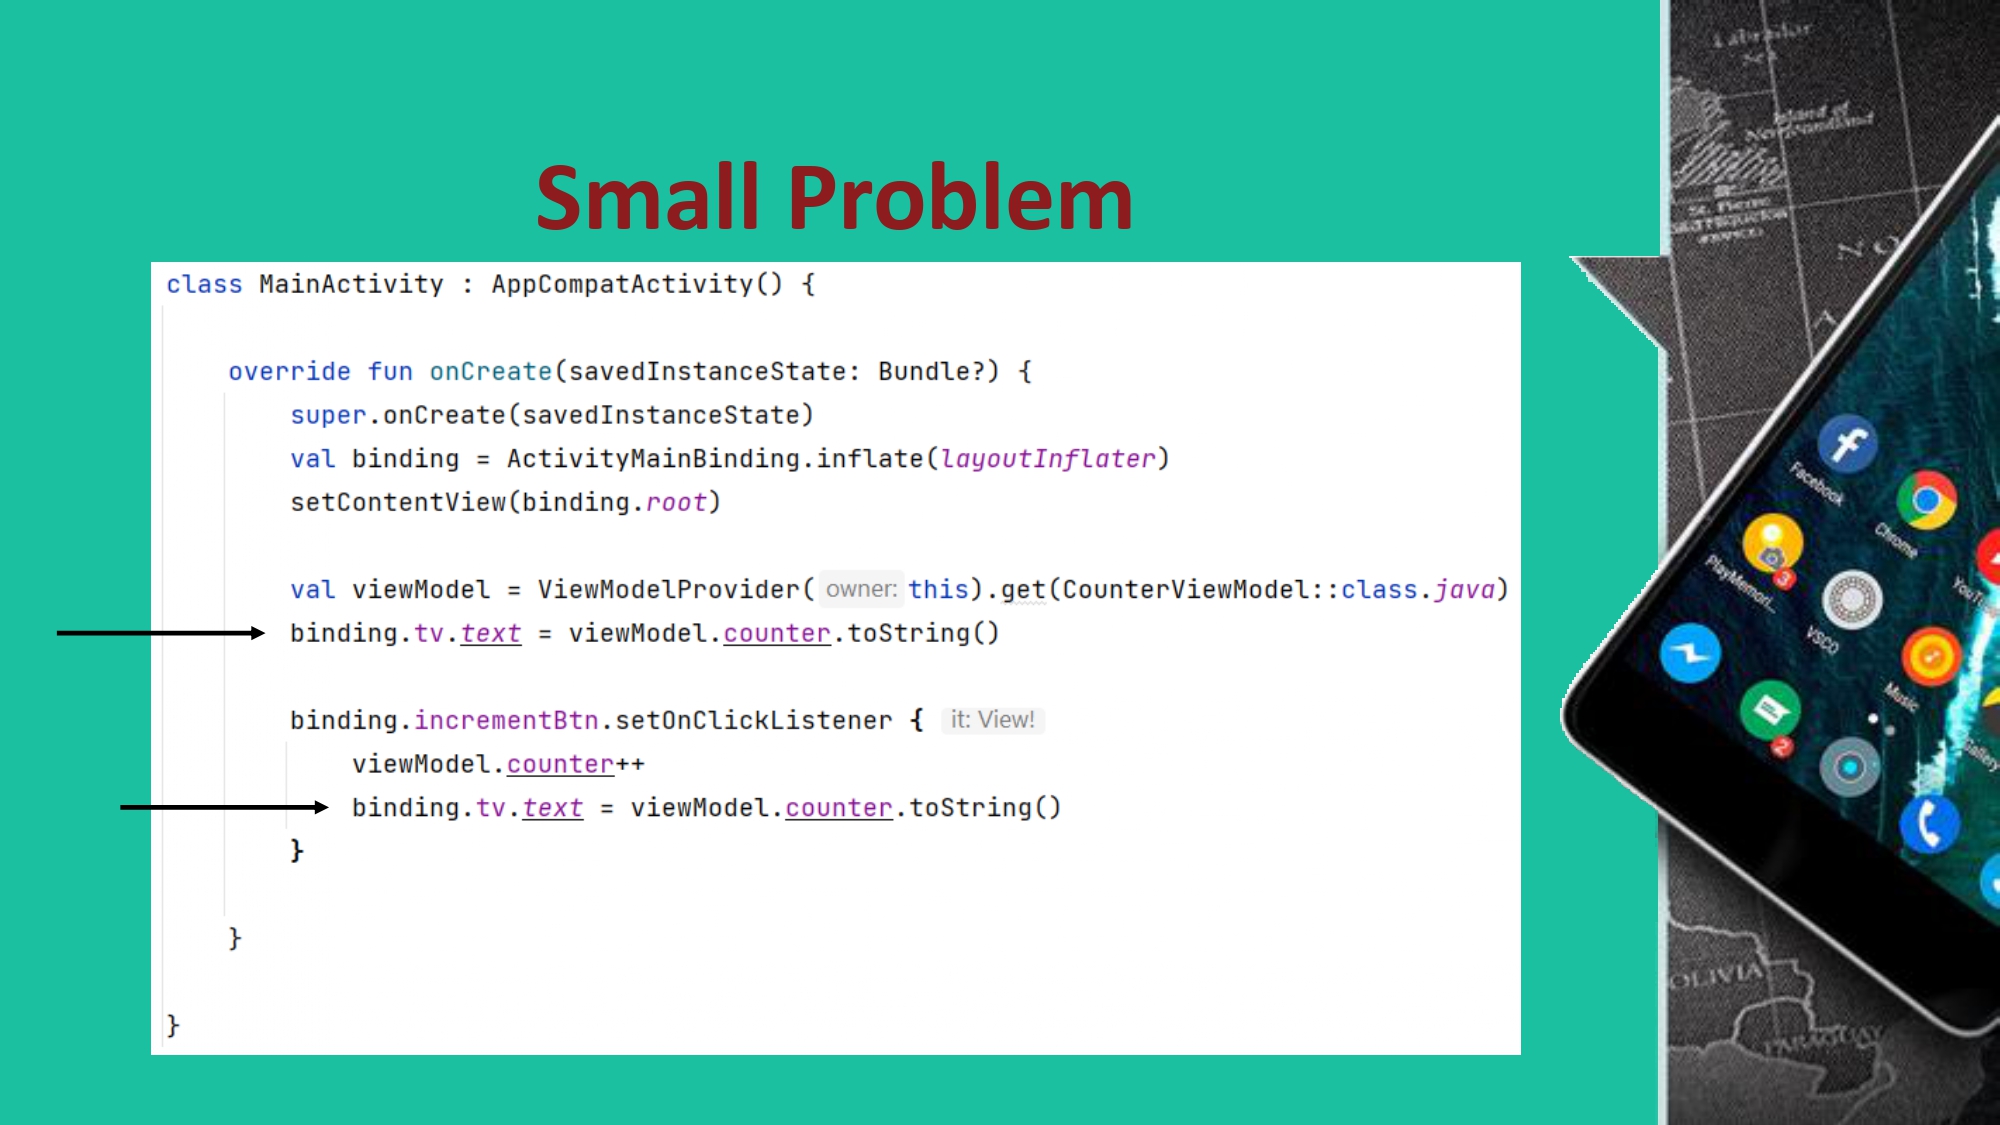 Small Problem
class MainActivity : AppCompatActivity() {
override fun onCreate(savedInstanceState: Bundle?) {
super.onCreate(savedInstanceState)
val binding = ActivityMainBinding.inflate(layoutInflater)
setContentView(binding.root)
val viewModel = ViewModelProvider( owner: this).get(CounterViewModel::class.java)
binding.tv.text = viewModel.counter.toString()
binding.incrementBtn.setOnClickListener { it: View!
viewModel.counter++
binding.tv.text = viewModel.counter.toString()
}
}
}
Labrador
Island of
Newfoundland
St. Pierre
Facebook
Chrome
PlayMemori...
3
VSCO
YouTu
Music
2
Gallery
OLIVIA
PARAGUAY